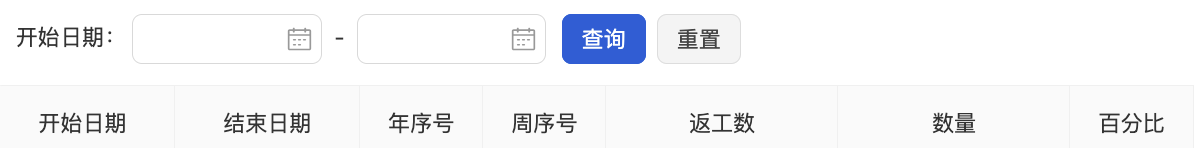 开始日期: - 查询 重置
开始日期 结束日期 年序号 周序号 返工数 数量 百分比